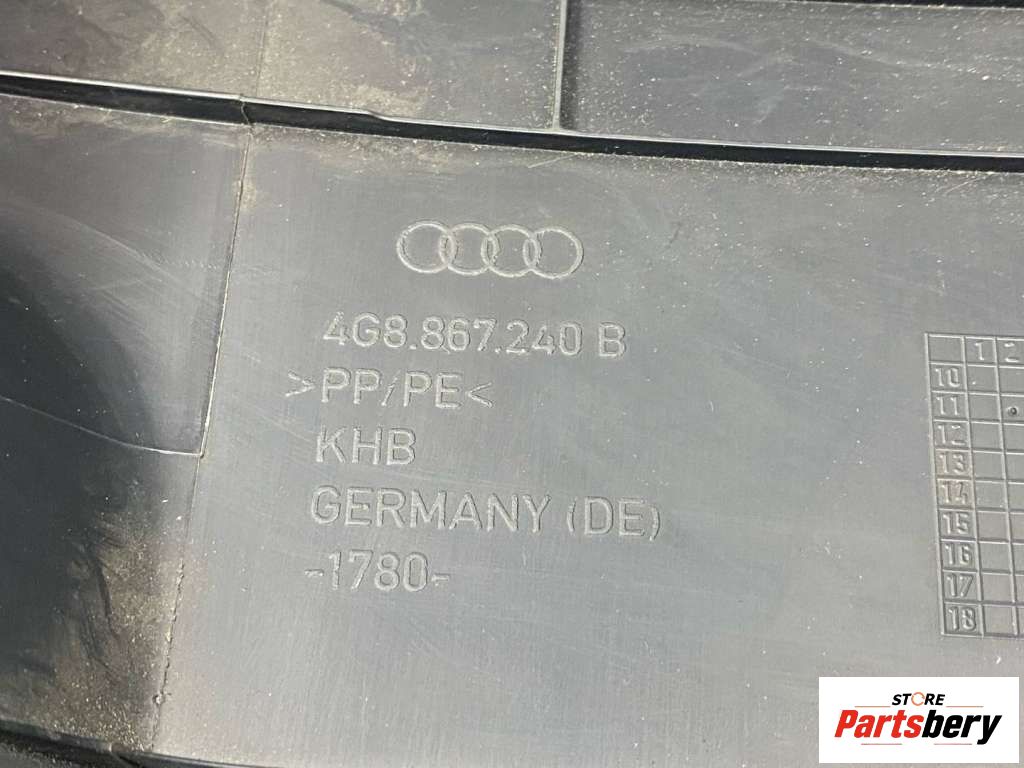 4G8.867.240 B
>PP/PE<
KHB
GERMANY (DE)
-1780-
1 2
10
11
12
13
14
15
16
17
18
STORE
Partsbery